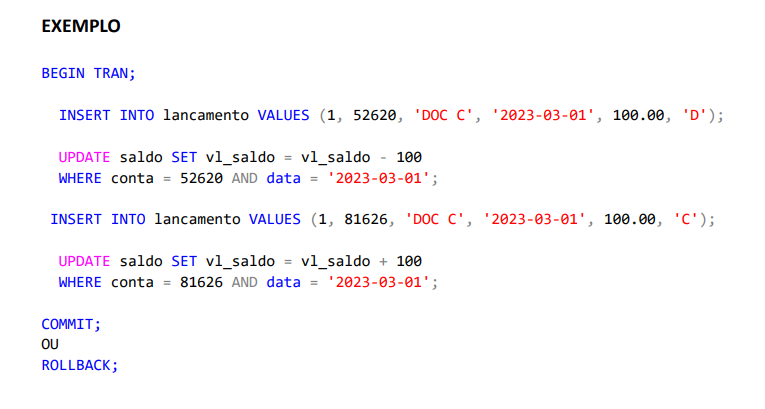 EXEMPLO
BEGIN TRAN;
INSERT INTO lancamento VALUES (1, 52620, 'DOC C', '2023-03-01', 100.00, 'D');
UPDATE saldo SET vl_saldo = vl_saldo - 100
WHERE conta = 52620 AND data = '2023-03-01';
INSERT INTO lancamento VALUES (1, 81626, 'DOC C', '2023-03-01', 100.00, 'C');
UPDATE saldo SET vl_saldo = vl_saldo + 100
WHERE conta = 81626 AND data = '2023-03-01';
COMMIT;
OU
ROLLBACK;